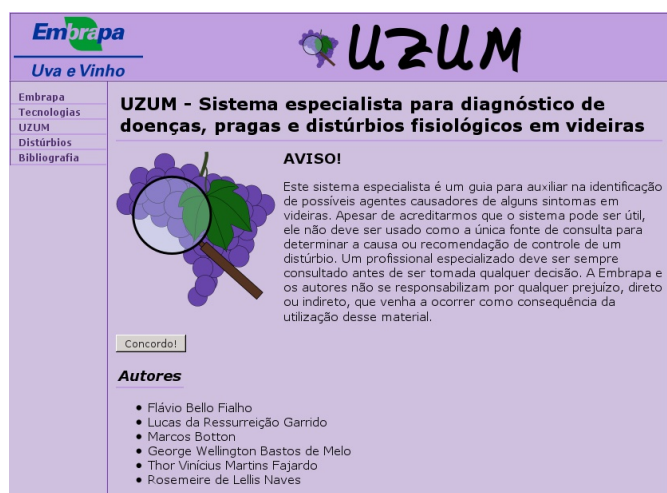 Embrapa
Uva e Vinho
UZUM
Embrapa
Tecnologias
UZUM
Distúrbios
Bibliografia
UZUM - Sistema especialista para diagnóstico de
doenças, pragas e distúrbios fisiológicos em videiras
AVISO!
Este sistema especialista é um guia para auxiliar na identificação
de possíveis agentes causadores de alguns sintomas em
videiras. Apesar de acreditarmos que o sistema pode ser útil,
ele não deve ser usado como a única fonte de consulta para
determinar a causa ou recomendação de controle de um
distúrbio. Um profissional especializado deve ser sempre
consultado antes de ser tomada qualquer decisão. A Embrapa e
os autores não se responsabilizam por qualquer prejuízo, direto
ou indireto, que venha a ocorrer como consequência da
utilização desse material.
Concordo!
Autores
• Flávio Bello Fialho
• Lucas da Ressurreição Garrido
• Marcos Botton
• George Wellington Bastos de Melo
• Thor Vinícius Martins Fajardo
• Rosemeire de Lellis Naves